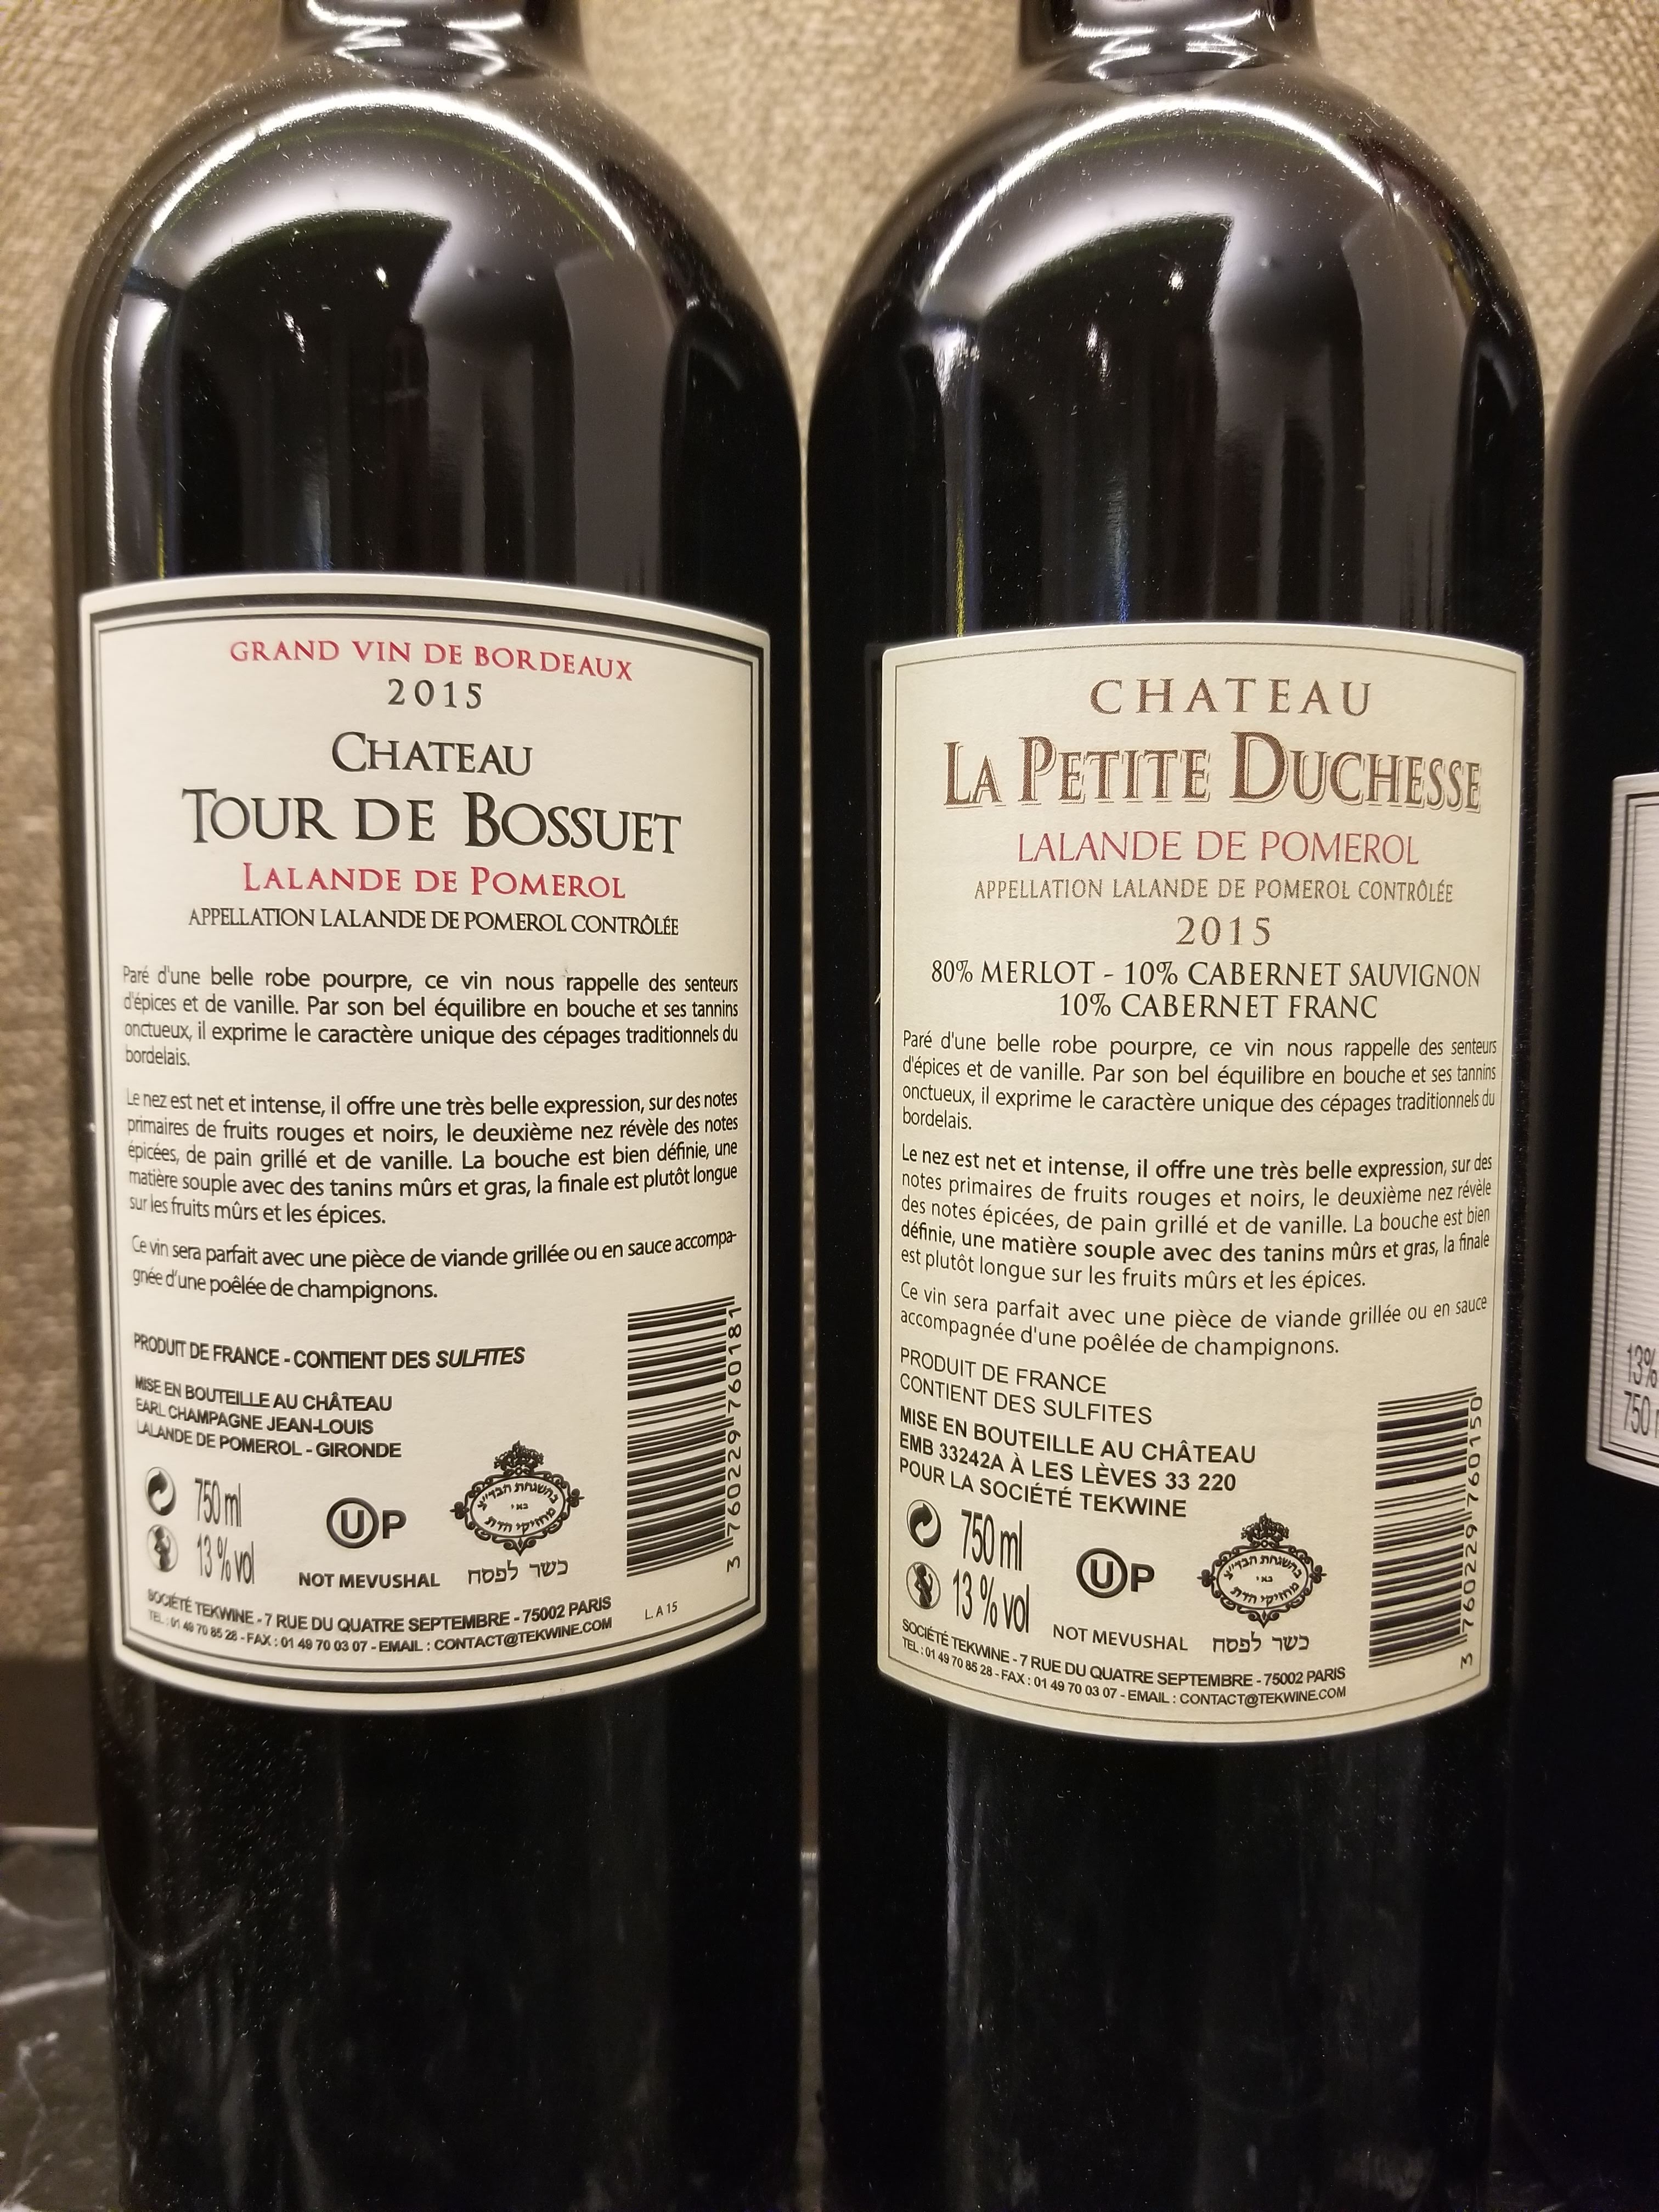 GRAND VIN DE BORDEAUX
2015
CHATEAU
TOUR DE BOSSUET
LALANDE DE POMEROL
APPELLATION LALANDE DE POMEROL CONTRÔLÉE
Paré d'une belle robe pourpre, ce vin nous rappelle des senteurs
d'épices et de vanille. Par son bel équilibre en bouche et ses tannins
onctueux, il exprime le caractère unique des cépages traditionnels du
bordelais.
Le nez est net et intense, il offre une très belle expression, sur des notes
primaires de fruits rouges et noirs, le deuxième nez révèle des notes
épicées, de pain grillé et de vanille. La bouche est bien définie, une
matière souple avec des tanins mûrs et gras, la finale est plutôt longue
sur les fruits mûrs et les épices.
Ce vin sera parfait avec une pièce de viande grillée ou en sauce accompa-
gnée d'une poêlée de champignons.
PRODUIT DE FRANCE - CONTIENT DES SULFITES
MISE EN BOUTEILLE AU CHÂTEAU
EARL CHAMPAGNE JEAN-LOUIS
LALANDE DE POMEROL - GIRONDE
750 ml
13 % vol
U P
NOT MEVUSHAL
בהשגחת הבד"צ
מחזיקי הדת
כשר לפסח
3 760229 760181
SOCIÉTÉ TEKWINE - 7 RUE DU QUATRE SEPTEMBRE - 75002 PARIS
TEL : 01 49 70 85 28 - FAX : 01 49 70 03 07 - EMAIL : CONTACT@TEKWINE.COM
L. A 15
CHATEAU
LA PETITE DUCHESSE
LALANDE DE POMEROL
APPELLATION LALANDE DE POMEROL CONTRÔLÉE
2015
80% MERLOT - 10% CABERNET SAUVIGNON
10% CABERNET FRANC
Paré d'une belle robe pourpre, ce vin nous rappelle des senteurs
d'épices et de vanille. Par son bel équilibre en bouche et ses tannins
onctueux, il exprime le caractère unique des cépages traditionnels du
bordelais.
Le nez est net et intense, il offre une très belle expression, sur des
notes primaires de fruits rouges et noirs, le deuxième nez révèle
des notes épicées, de pain grillé et de vanille. La bouche est bien
définie, une matière souple avec des tanins mûrs et gras, la finale
est plutôt longue sur les fruits mûrs et les épices.
Ce vin sera parfait avec une pièce de viande grillée ou en sauce
accompagnée d'une poêlée de champignons.
PRODUIT DE FRANCE
CONTIENT DES SULFITES
MISE EN BOUTEILLE AU CHÂTEAU
EMB 33242A À LES LÈVES 33 220
POUR LA SOCIÉTÉ TEKWINE
750 ml
13 % vol
U P
NOT MEVUSHAL
בהשגחת הבד"צ
מחזיקי הדת
כשר לפסח
3 760229 760150
SOCIÉTÉ TEKWINE - 7 RUE DU QUATRE SEPTEMBRE - 75002 PARIS
TEL : 01 49 70 85 28 - FAX : 01 49 70 03 07 - EMAIL : CONTACT@TEKWINE.COM
13%
750